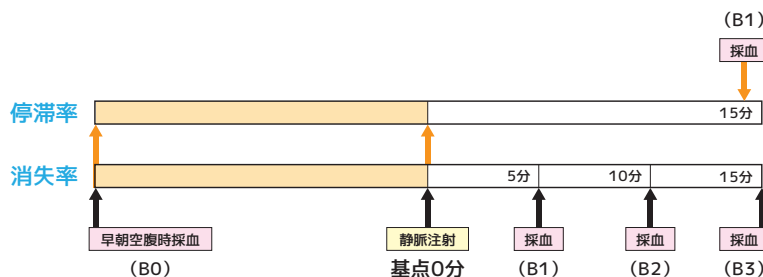 (B1)
採血
停滞率
15分
消失率
5分
10分
15分
早朝空腹時採血
静脈注射
採血
採血
採血
(B0)
基点0分
(B1)
(B2)
(B3)